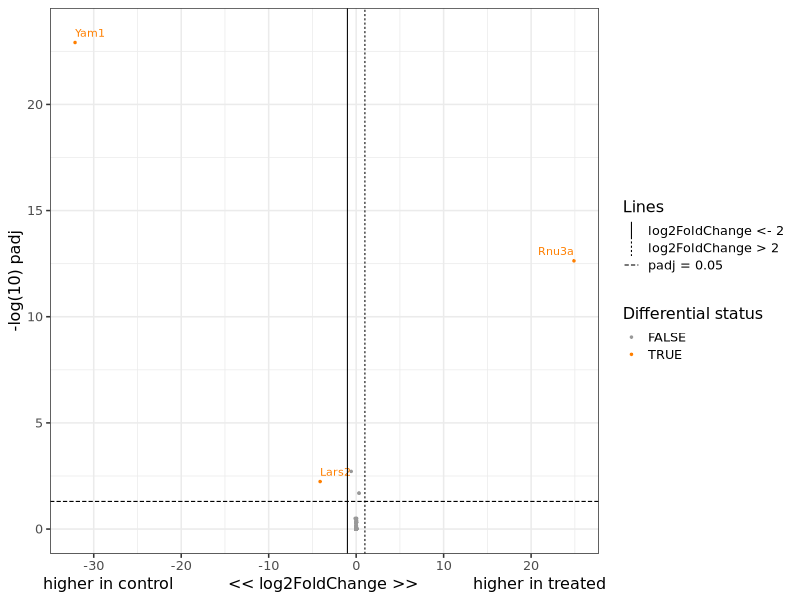 Yam1
20
15
Rnu3a
10
5
Lars2
0
-log(10) padj
-30
-20
-10
0
10
20
higher in control
<< log2FoldChange >>
higher in treated
Lines
log2FoldChange <- 2
log2FoldChange > 2
padj = 0.05
Differential status
FALSE
TRUE